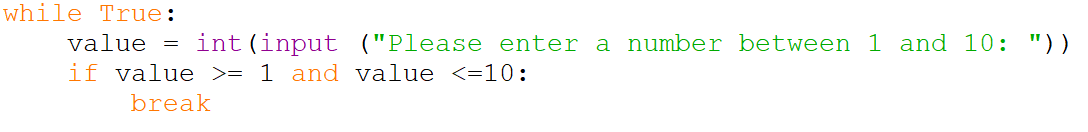 while True:
    value = int(input ("Please enter a number between 1 and 10: "))
    if value >= 1 and value <=10:
        break